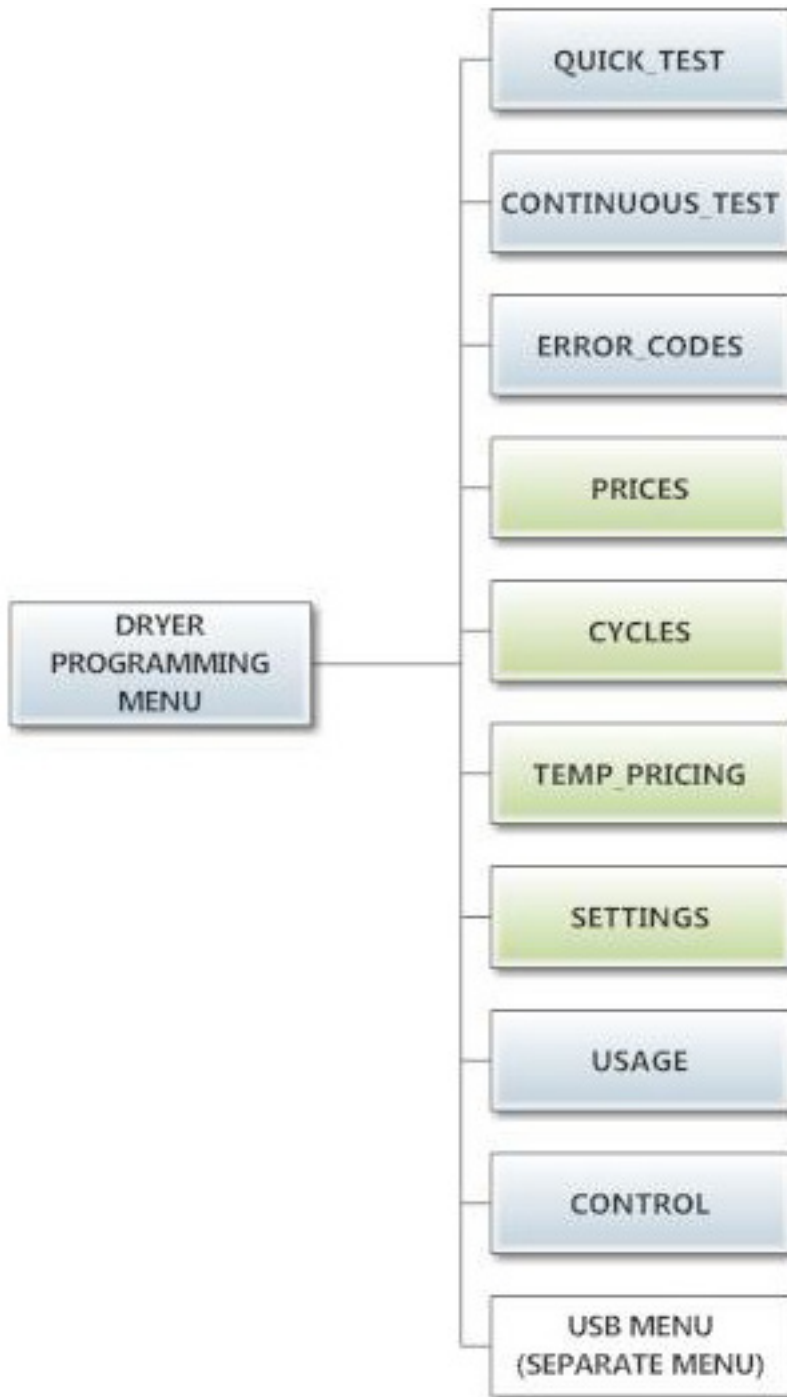 QUICK_TEST
CONTINUOUS_TEST
ERROR_CODES
PRICES
CYCLES
DRYER
PROGRAMMING
MENU
TEMP_PRICING
SETTINGS
USAGE
CONTROL
USB MENU
(SEPARATE MENU)